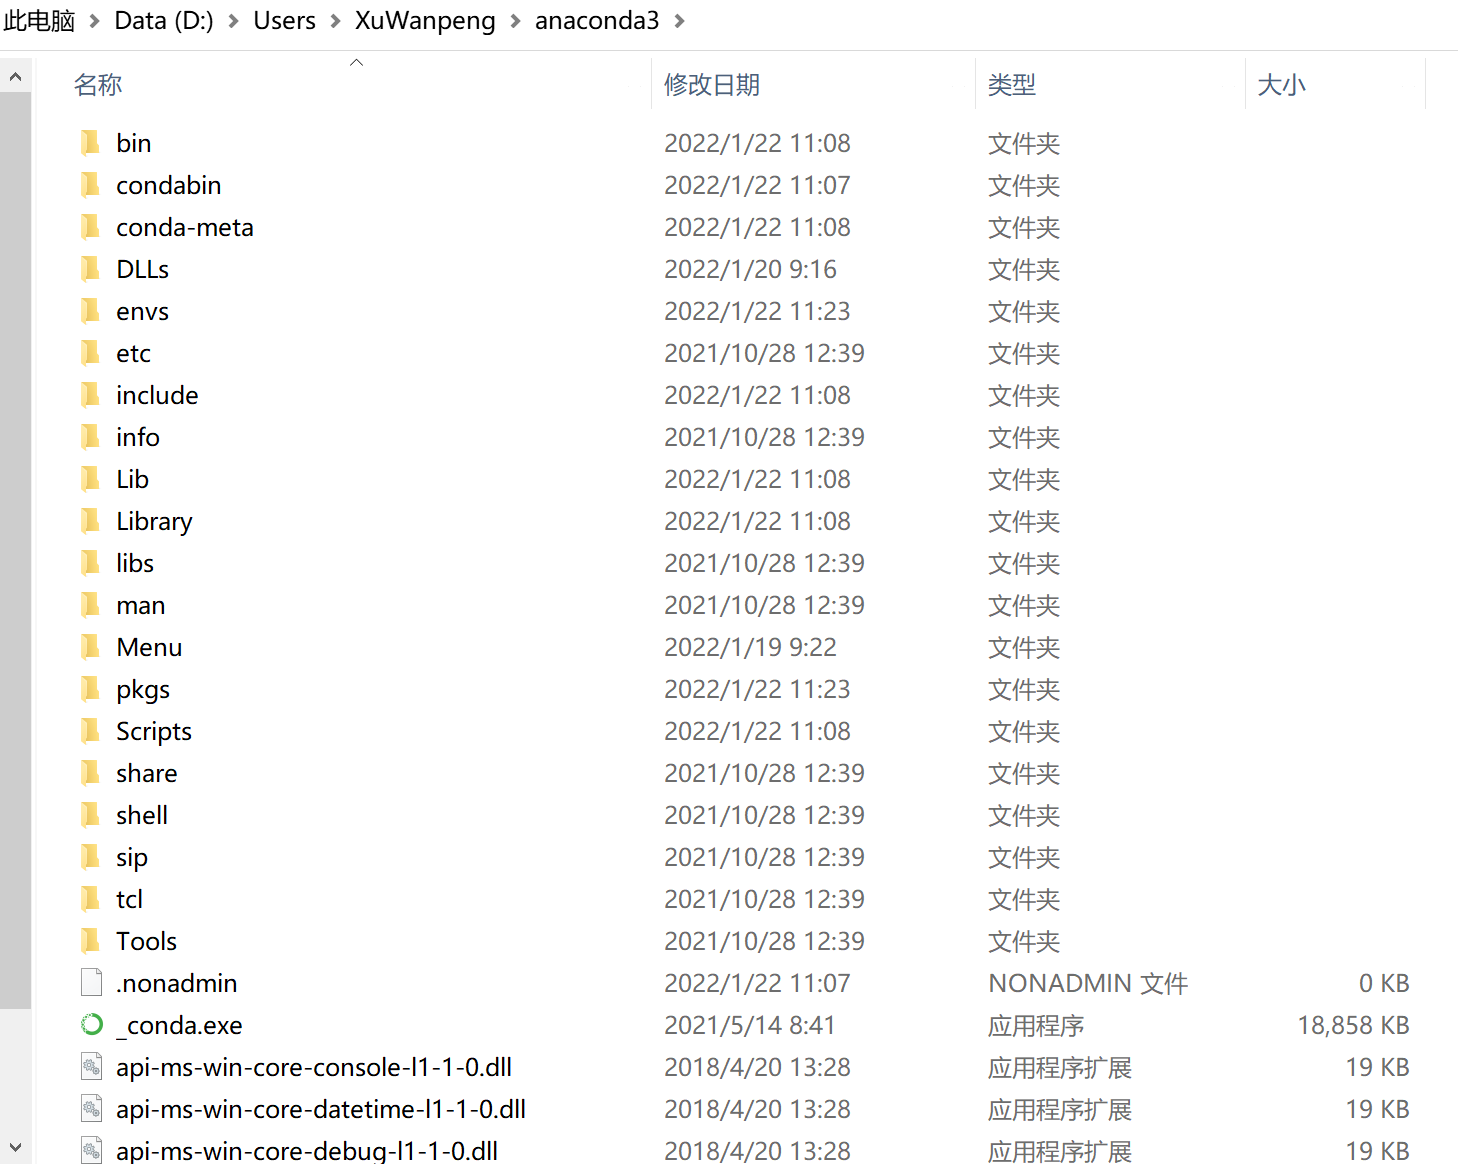 此电脑 > Data (D:) > Users > XuWanpeng > anaconda3 >
名称 修改日期 类型 大小
bin 2022/1/22 11:08 文件夹
condabin 2022/1/22 11:07 文件夹
conda-meta 2022/1/22 11:08 文件夹
DLLs 2022/1/20 9:16 文件夹
envs 2022/1/22 11:23 文件夹
etc 2021/10/28 12:39 文件夹
include 2022/1/22 11:08 文件夹
info 2021/10/28 12:39 文件夹
Lib 2022/1/22 11:08 文件夹
Library 2022/1/22 11:08 文件夹
libs 2021/10/28 12:39 文件夹
man 2021/10/28 12:39 文件夹
Menu 2022/1/19 9:22 文件夹
pkgs 2022/1/22 11:23 文件夹
Scripts 2022/1/22 11:08 文件夹
share 2021/10/28 12:39 文件夹
shell 2021/10/28 12:39 文件夹
sip 2021/10/28 12:39 文件夹
tcl 2021/10/28 12:39 文件夹
Tools 2021/10/28 12:39 文件夹
.nonadmin 2022/1/22 11:07 NONADMIN 文件 0 KB
_conda.exe 2021/5/14 8:41 应用程序 18,858 KB
api-ms-win-core-console-l1-1-0.dll 2018/4/20 13:28 应用程序扩展 19 KB
api-ms-win-core-datetime-l1-1-0.dll 2018/4/20 13:28 应用程序扩展 19 KB
api-ms-win-core-debug-l1-1-0.dll 2018/4/20 13:28 应用程序扩展 19 KB